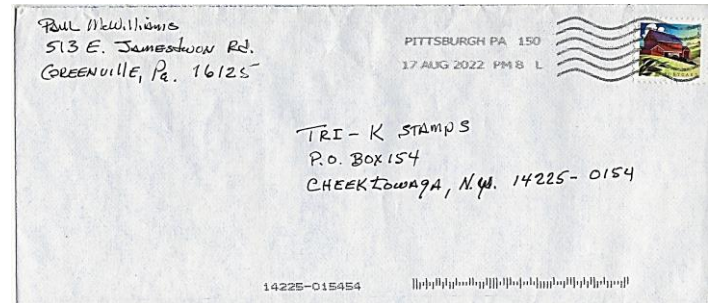 Paul McWilliams
513 E. Jamestwon Rd.
GREENVILLE, Pa. 16125
PITTSBURGH PA 150
17 AUG 2022 PM 8 L
TRI-K STAMPS
P.O. BOX 154
CHEEKTOWAGA, N.Y. 14225-0154
14225-015454